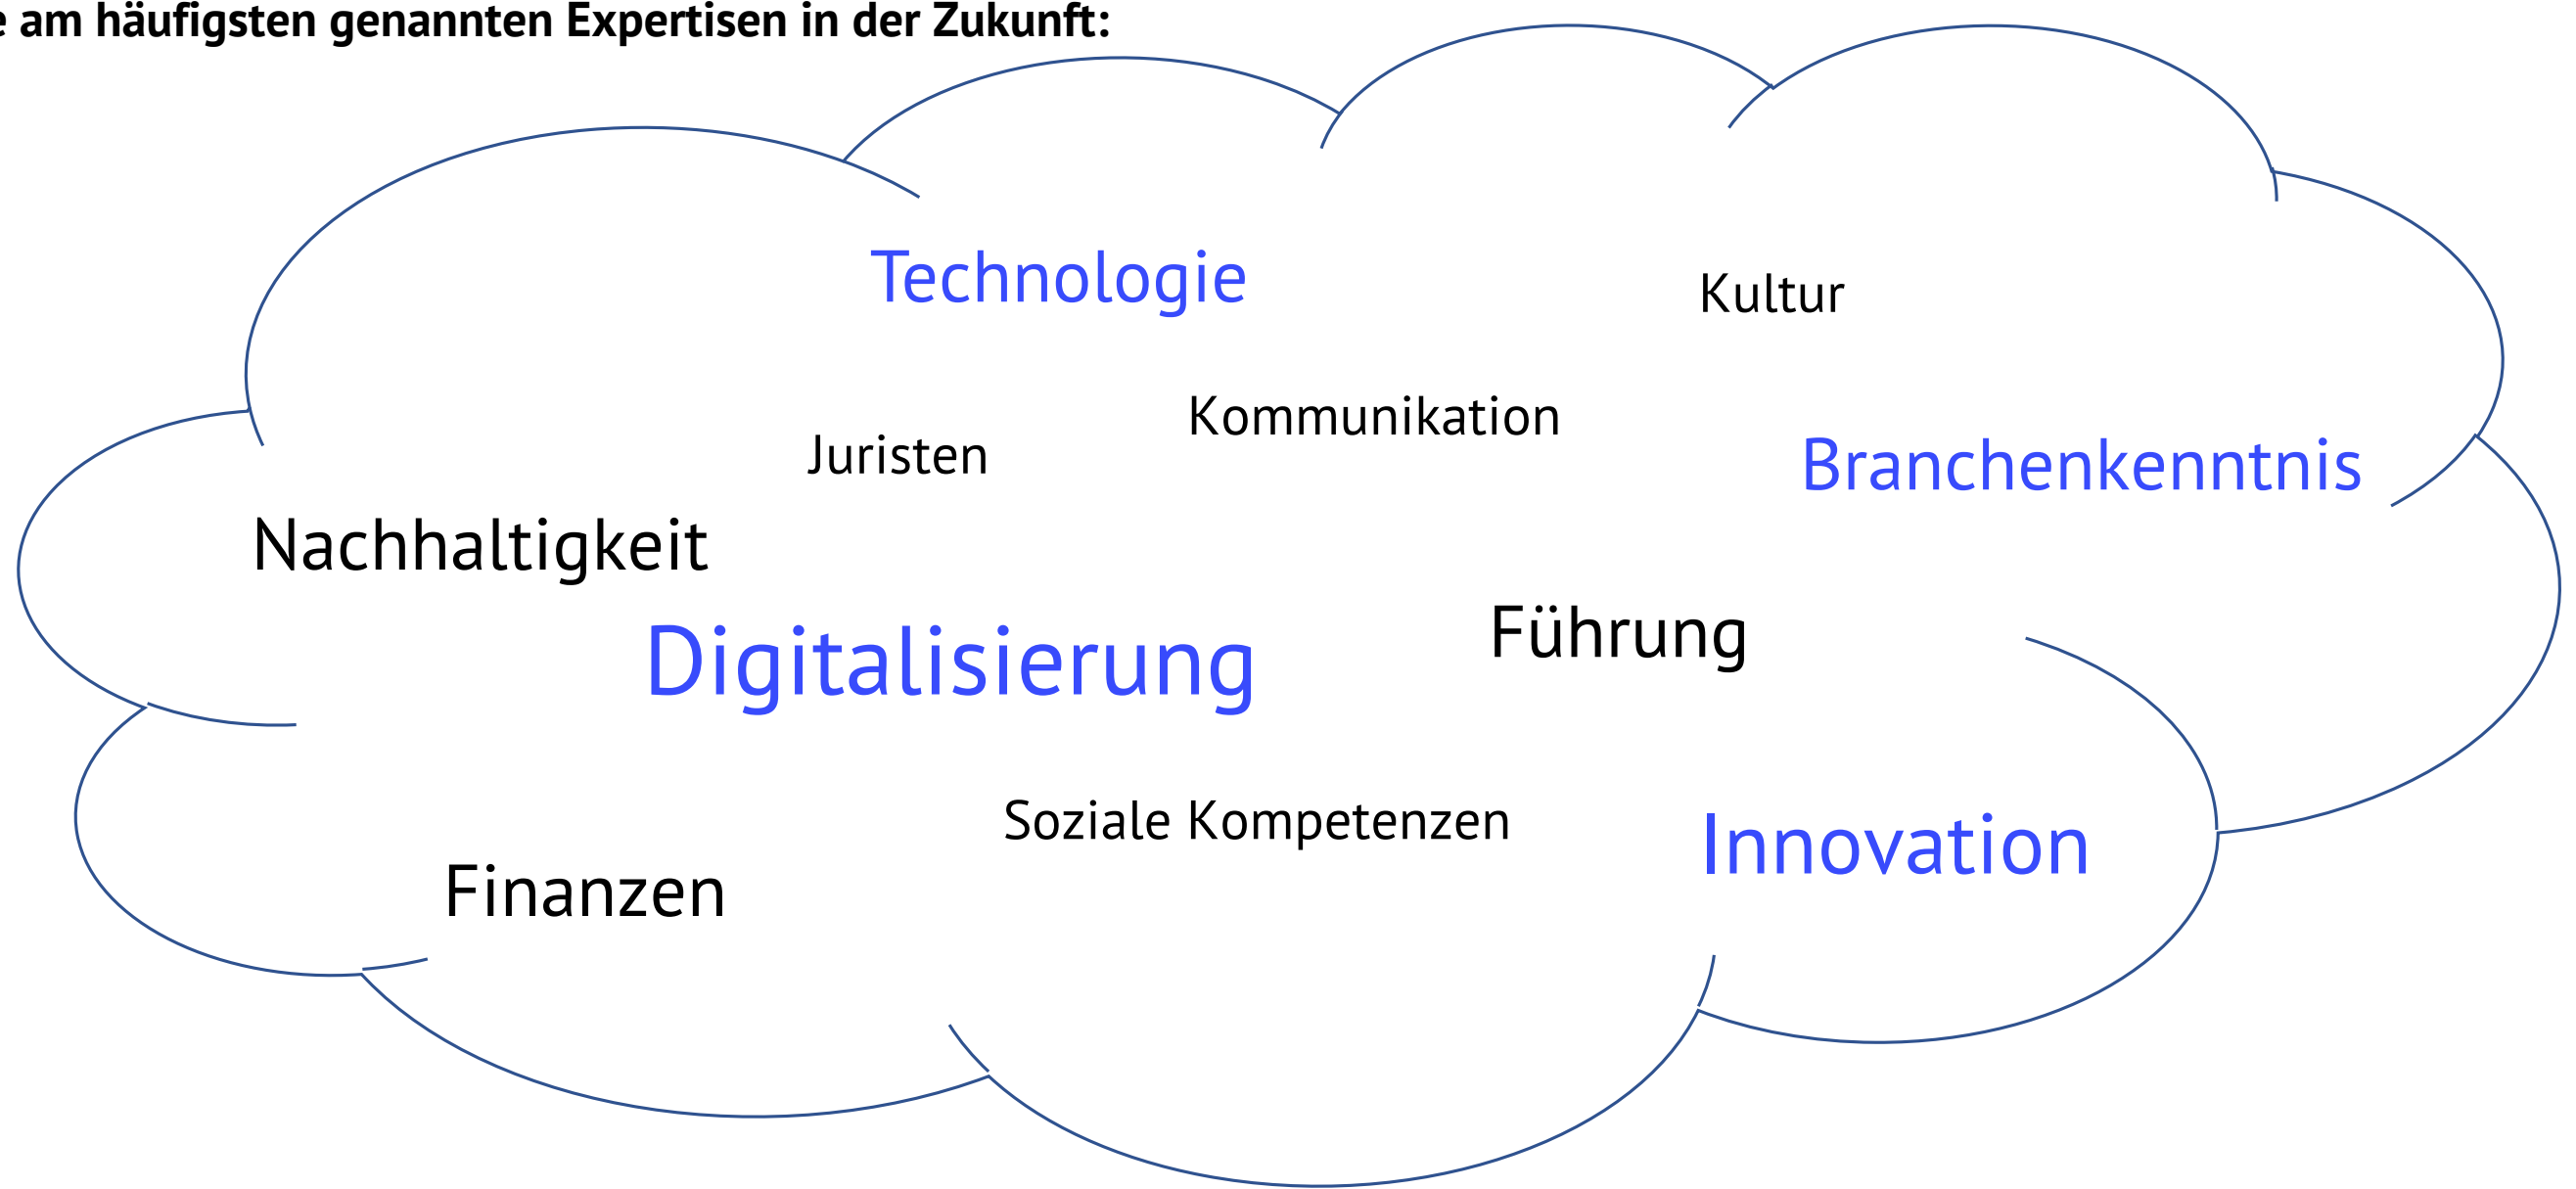 e am häufigsten genannten Expertisen in der Zukunft:
Technologie
Kultur
Kommunikation
Juristen
Branchenkenntnis
Nachhaltigkeit
Führung
Digitalisierung
Soziale Kompetenzen
Innovation
Finanzen